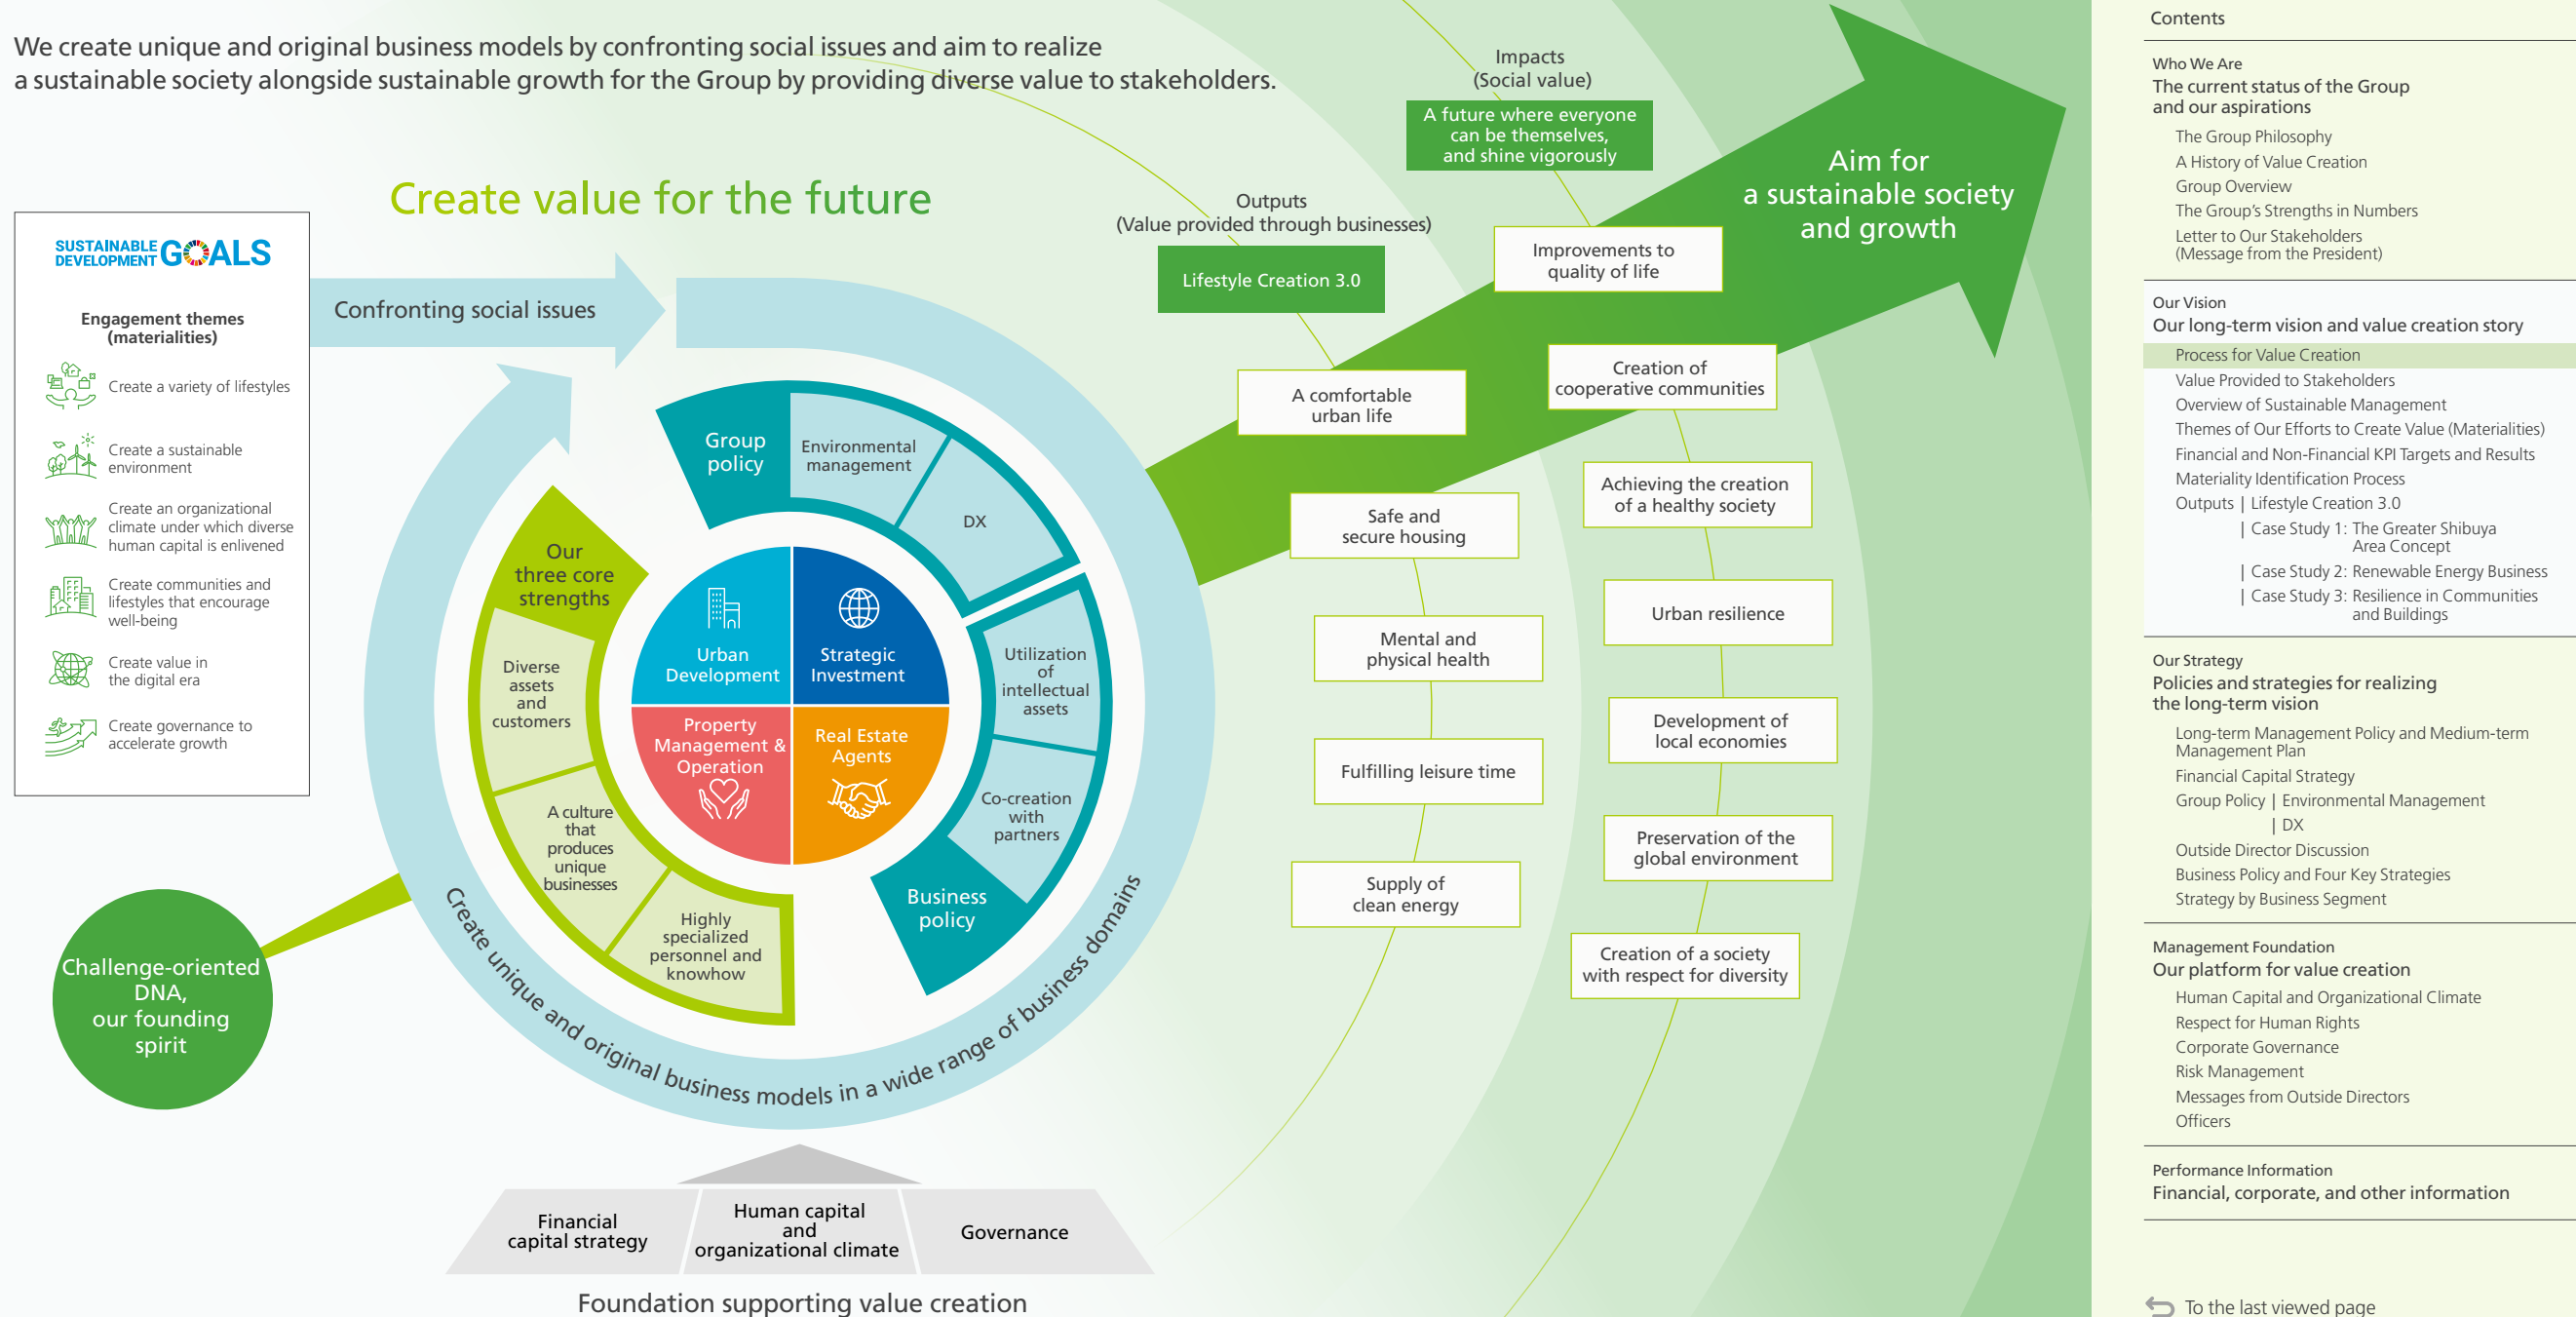 We create unique and original business models by confronting social issues and aim to realize
a sustainable society alongside sustainable growth for the Group by providing diverse value to stakeholders.
Create value for the future
SUSTAINABLE
DEVELOPMENT
GOALS
Engagement themes
(materialities)
Create a variety of lifestyles
Create a sustainable
environment
Create an organizational
climate under which diverse
human capital is enlivened
Create communities and
lifestyles that encourage
well-being
Create value in
the digital era
Create governance to
accelerate growth
Confronting social issues
Challenge-oriented
DNA,
our founding
spirit
Group
policy
Environmental
management
DX
Our
three core
strengths
Diverse
assets
and
customers
A culture
that
produces
unique
businesses
Highly
specialized
personnel and
knowhow
Urban
Development
Strategic
Investment
Property
Management &
Operation
Real Estate
Agents
Utilization
of
intellectual
assets
Co-creation
with
partners
Business
policy
Create unique and original business models in a wide range of business domains
Financial
capital strategy
Human capital
and
organizational climate
Governance
Foundation supporting value creation
Outputs
(Value provided through businesses)
Lifestyle Creation 3.0
A comfortable
urban life
Safe and
secure housing
Mental and
physical health
Fulfilling leisure time
Supply of
clean energy
Impacts
(Social value)
A future where everyone
can be themselves,
and shine vigorously
Improvements to
quality of life
Creation of
cooperative communities
Achieving the creation
of a healthy society
Urban resilience
Development of
local economies
Preservation of the
global environment
Creation of a society
with respect for diversity
Aim for
a sustainable society
and growth
Contents
Who We Are
The current status of the Group
and our aspirations
The Group Philosophy
A History of Value Creation
Group Overview
The Group's Strengths in Numbers
Letter to Our Stakeholders
(Message from the President)
Our Vision
Our long-term vision and value creation story
Process for Value Creation
Value Provided to Stakeholders
Overview of Sustainable Management
Themes of Our Efforts to Create Value (Materialities)
Financial and Non-Financial KPI Targets and Results
Materiality Identification Process
Outputs | Lifestyle Creation 3.0
| Case Study 1: The Greater Shibuya
Area Concept
| Case Study 2: Renewable Energy Business
| Case Study 3: Resilience in Communities
and Buildings
Our Strategy
Policies and strategies for realizing
the long-term vision
Long-term Management Policy and Medium-term
Management Plan
Financial Capital Strategy
Group Policy | Environmental Management
| DX
Outside Director Discussion
Business Policy and Four Key Strategies
Strategy by Business Segment
Management Foundation
Our platform for value creation
Human Capital and Organizational Climate
Respect for Human Rights
Corporate Governance
Risk Management
Messages from Outside Directors
Officers
Performance Information
Financial, corporate, and other information
To the last viewed page